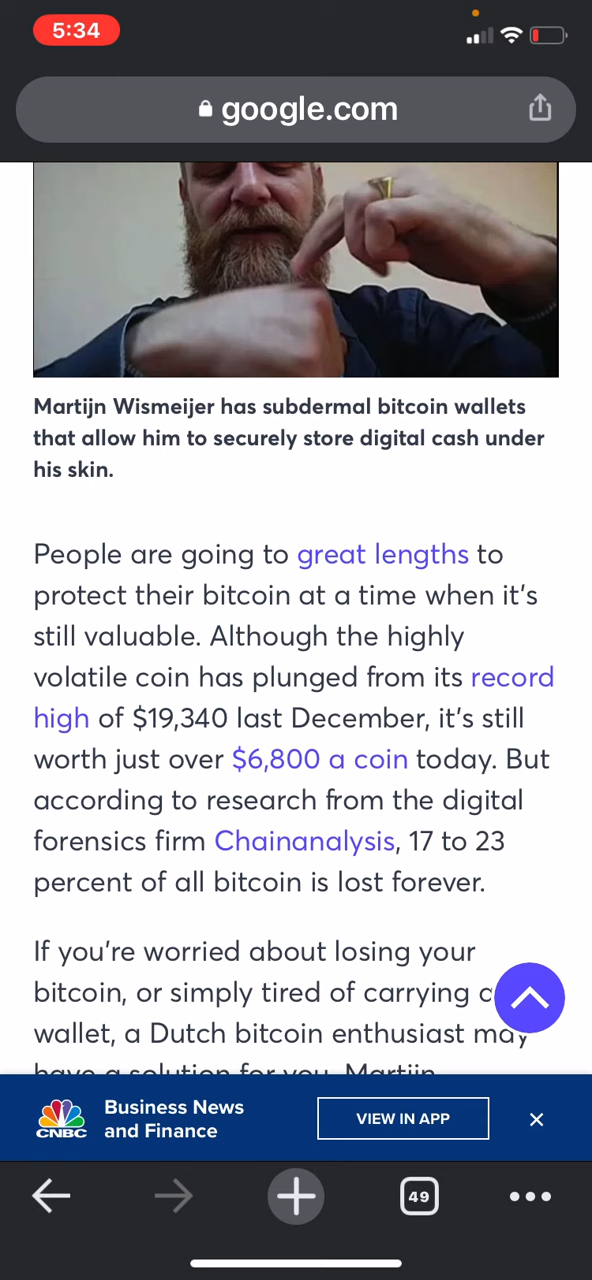 5:34
google.com
Martijn Wismeijer has subdermal bitcoin wallets
that allow him to securely store digital cash under
his skin.
People are going to great lengths to
protect their bitcoin at a time when it's
still valuable. Although the highly
volatile coin has plunged from its record
high of $19,340 last December, it's still
worth just over $6,800 a coin today. But
according to research from the digital
forensics firm Chainanalysis, 17 to 23
percent of all bitcoin is lost forever.
If you're worried about losing your
bitcoin, or simply tired of carrying
wallet, a Dutch bitcoin enthusiast may
have a solution for you. Martijn
CNBC
Business News
and Finance
VIEW IN APP
49